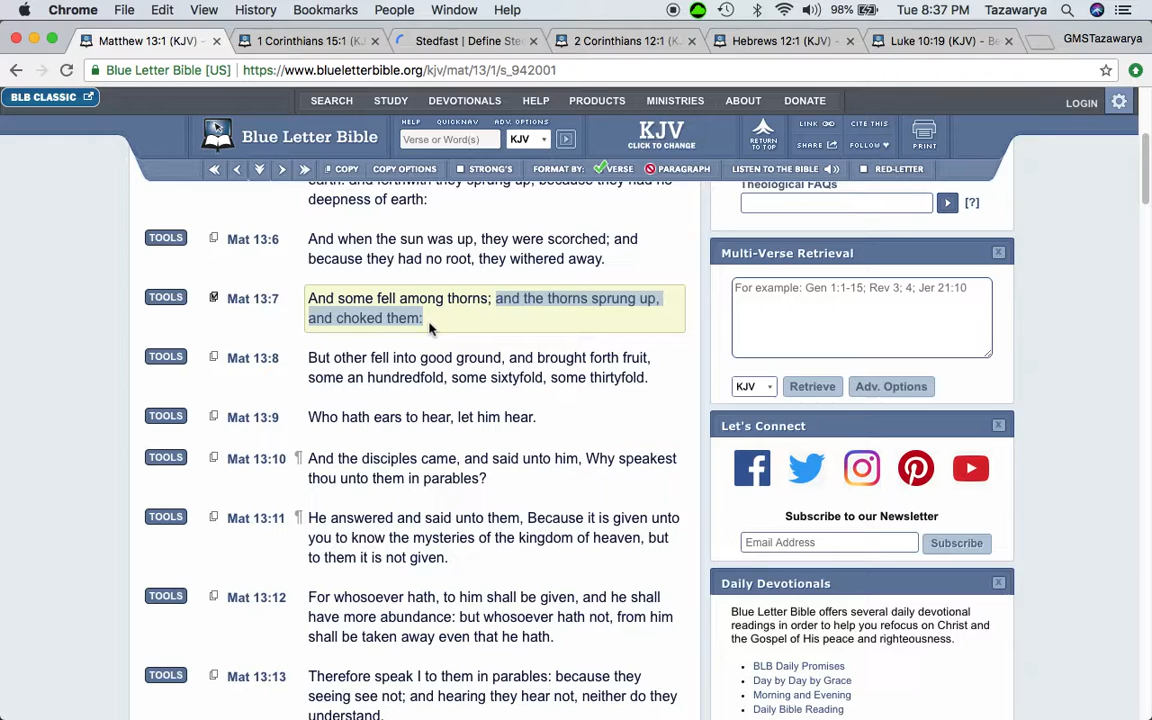 Chrome File Edit View History Bookmarks People Window Help 98% Tue 8:37 PM Tazawarya
Matthew 13:1 (KJV) × 1 Corinthians 15:1 (KJV) × Stedfast | Define Ste × 2 Corinthians 12:1 (KJV) × Hebrews 12:1 (KJV) × Luke 10:19 (KJV) - Be × GMSTazawarya
Blue Letter Bible [US] https://www.blueletterbible.org/kjv/mat/13/1/s_942001
BLB CLASSIC
SEARCH STUDY DEVOTIONALS HELP PRODUCTS MINISTRIES ABOUT DONATE LOGIN
HELP QUICKNAV ADV. OPTIONS
Blue Letter Bible Verse or Word(s) KJV
KJV
CLICK TO CHANGE
RETURN TO TOP
LINK CITE THIS
SHARE FOLLOW
PRINT
COPY COPY OPTIONS STRONG'S FORMAT BY: VERSE PARAGRAPH LISTEN TO THE BIBLE RED-LETTER
earth: and forthwith they sprung up, because they had no
deepness of earth:
TOOLS Mat 13:6 And when the sun was up, they were scorched; and
because they had no root, they withered away.
TOOLS Mat 13:7 And some fell among thorns; and the thorns sprung up,
and choked them:
TOOLS Mat 13:8 But other fell into good ground, and brought forth fruit,
some an hundredfold, some sixtyfold, some thirtyfold.
TOOLS Mat 13:9 Who hath ears to hear, let him hear.
TOOLS Mat 13:10 ¶ And the disciples came, and said unto him, Why speakest
thou unto them in parables?
TOOLS Mat 13:11 ¶ He answered and said unto them, Because it is given unto
you to know the mysteries of the kingdom of heaven, but
to them it is not given.
TOOLS Mat 13:12 For whosoever hath, to him shall be given, and he shall
have more abundance: but whosoever hath not, from him
shall be taken away even that he hath.
TOOLS Mat 13:13 Therefore speak I to them in parables: because they
seeing see not; and hearing they hear not, neither do they
understand.
Theological FAQs
[?]
Multi-Verse Retrieval X
For example: Gen 1:1-15; Rev 3; 4; Jer 21:10
KJV Retrieve Adv. Options
Let's Connect X
Subscribe to our Newsletter
Email Address Subscribe
Daily Devotionals X
Blue Letter Bible offers several daily devotional
readings in order to help you refocus on Christ and
the Gospel of His peace and righteousness.
• BLB Daily Promises
• Day by Day by Grace
• Morning and Evening
• Daily Bible Reading